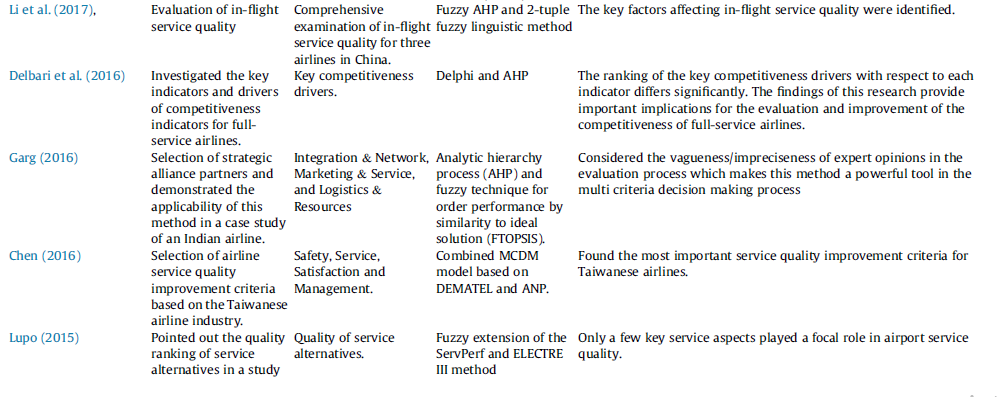 Li et al. (2017),
Evaluation of in-flight
service quality
Comprehensive
examination of in-flight
service quality for three
airlines in China.
Fuzzy AHP and 2-tuple
fuzzy linguistic method
The key factors affecting in-flight service quality were identified.
Delbari et al. (2016)
Investigated the key
indicators and drivers
of competitiveness
indicators for full-
service airlines.
Key competitiveness
drivers.
Delphi and AHP
The ranking of the key competitiveness drivers with respect to each
indicator differs significantly. The findings of this research provide
important implications for the evaluation and improvement of the
competitiveness of full-service airlines.
Garg (2016)
Selection of strategic
alliance partners and
demonstrated the
applicability of this
method in a case study
of an Indian airline.
Integration & Network,
Marketing & Service,
and Logistics &
Resources
Analytic hierarchy
process (AHP) and
fuzzy technique for
order performance by
similarity to ideal
solution (FTOPSIS).
Considered the vagueness/impreciseness of expert opinions in the
evaluation process which makes this method a powerful tool in the
multi criteria decision making process
Chen (2016)
Selection of airline
service quality
improvement criteria
based on the Taiwanese
airline industry.
Safety, Service,
Satisfaction and
Management.
Combined MCDM
model based on
DEMATEL and ANP.
Found the most important service quality improvement criteria for
Taiwanese airlines.
Lupo (2015)
Pointed out the quality
ranking of service
alternatives in a study
Quality of service
alternatives.
Fuzzy extension of the
ServPerf and ELECTRE
III method
Only a few key service aspects played a focal role in airport service
quality.